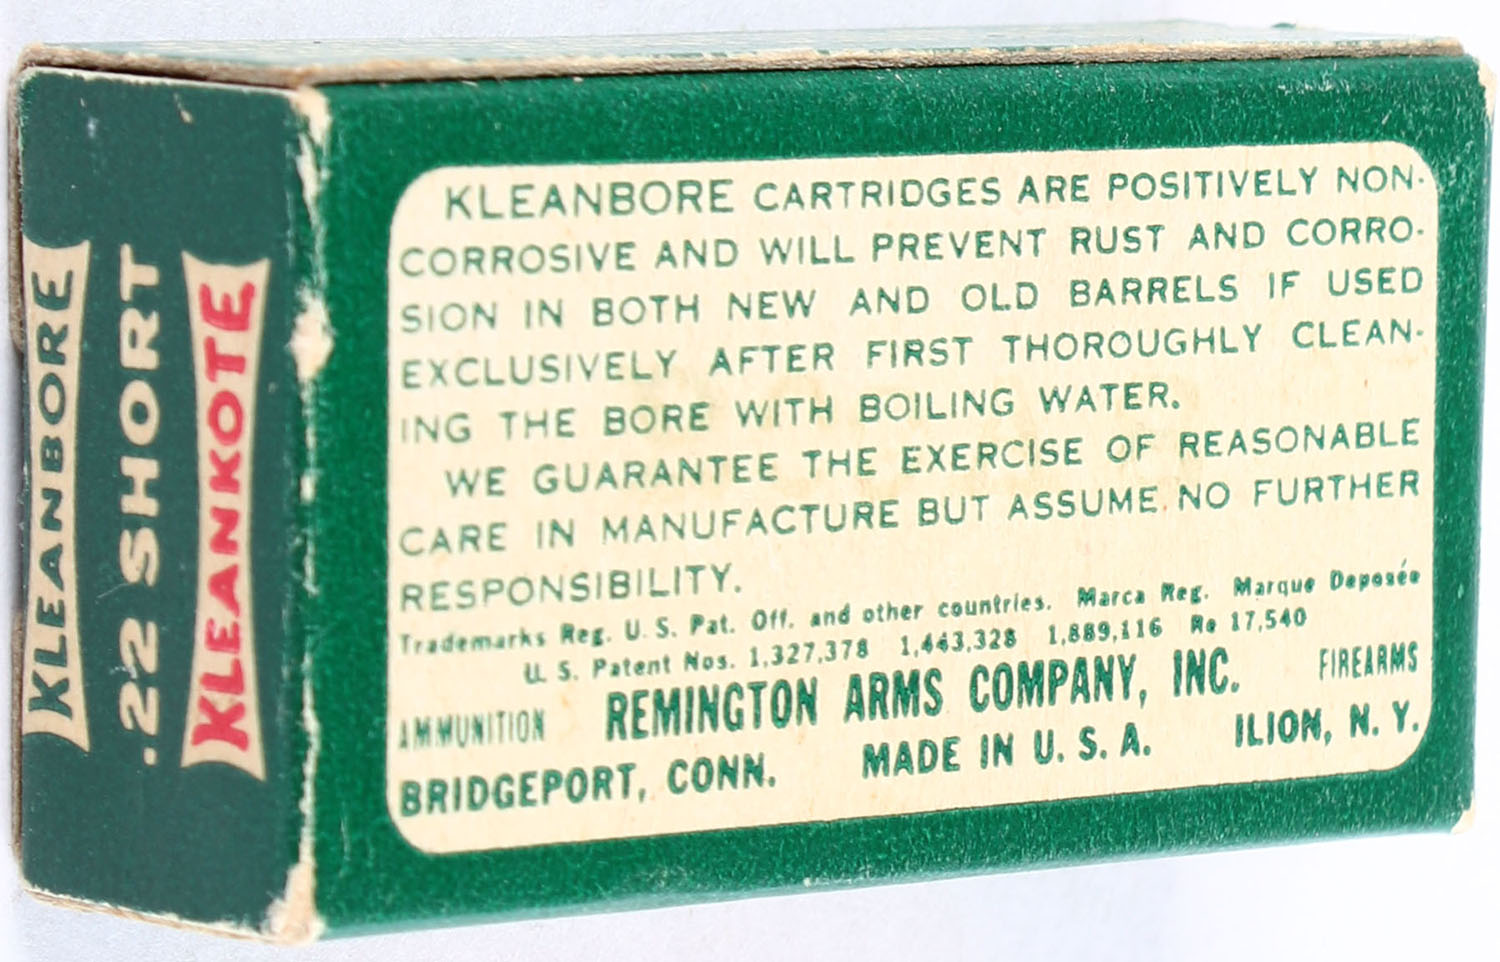 KLEANBORE
.22 SHORT
KLEANKOTE
KLEANBORE CARTRIDGES ARE POSITIVELY NON-
CORROSIVE AND WILL PREVENT RUST AND CORRO-
SION IN BOTH NEW AND OLD BARRELS IF USED
EXCLUSIVELY AFTER FIRST THOROUGHLY CLEAN-
ING THE BORE WITH BOILING WATER.
WE GUARANTEE THE EXERCISE OF REASONABLE
CARE IN MANUFACTURE BUT ASSUME NO FURTHER
RESPONSIBILITY.
Trademarks Reg. U. S. Pat. Off. and other countries. Marca Reg. Marque Deposée
U. S. Patent Nos. 1,327,378 1,443,328 1,889,116 Re 17,540
AMMUNITION REMINGTON ARMS COMPANY, INC. FIREARMS
BRIDGEPORT, CONN. MADE IN U. S. A. ILION, N. Y.